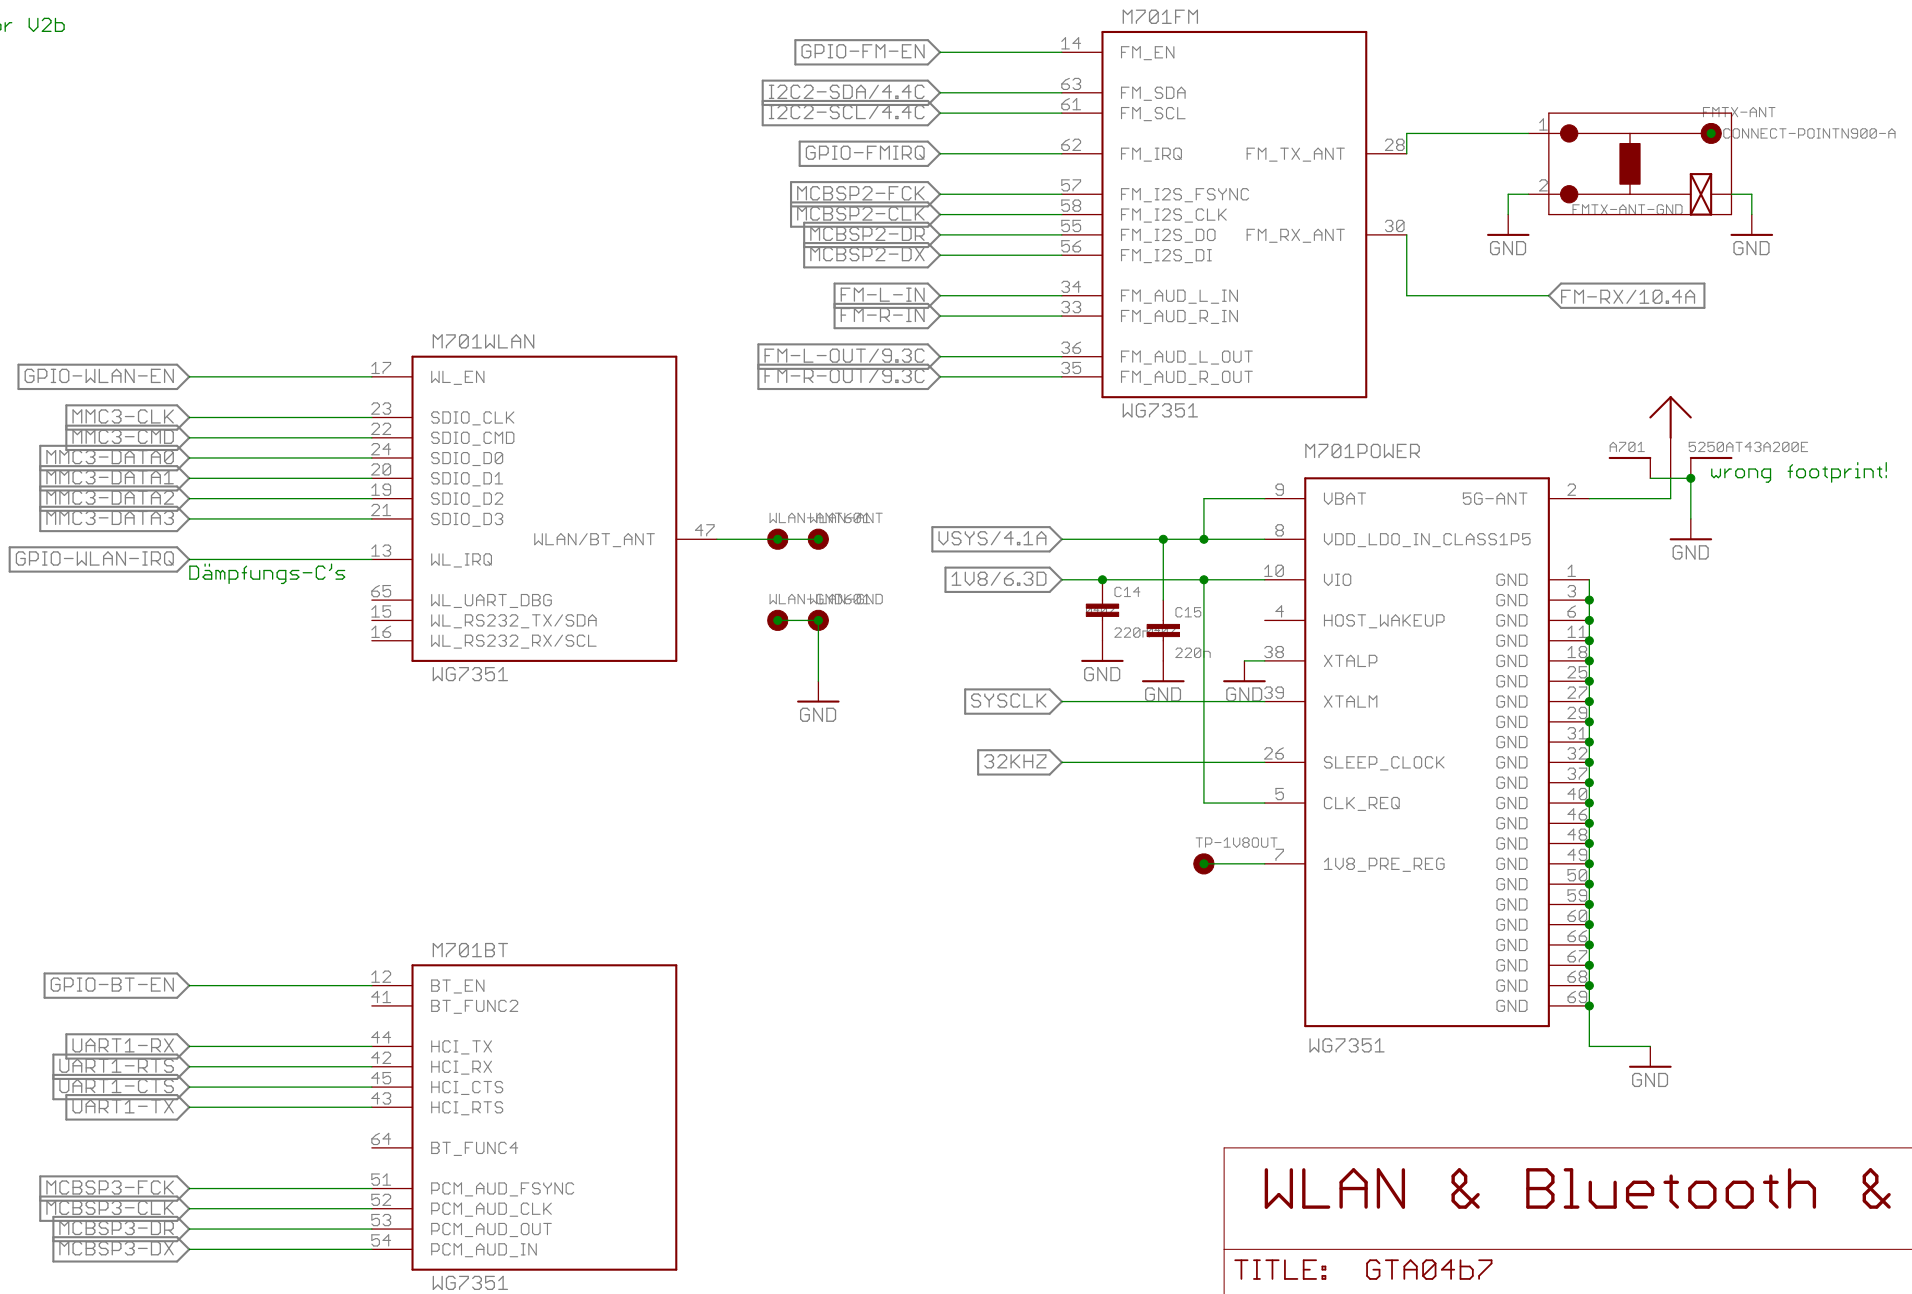 or V2b
M701FM
GPIO-FM-EN 14 FM_EN
I2C2-SDA/4.4C 63 FM_SDA
I2C2-SCL/4.4C 61 FM_SCL
GPIO-FMIRQ 62 FM_IRQ
MCBSP2-FCK 57 FM_I2S_FSYNC
MCBSP2-CLK 58 FM_I2S_CLK
MCBSP2-DR 55 FM_I2S_DO
MCBSP2-DX 56 FM_I2S_DI
FM-L-IN 34 FM_AUD_L_IN
FM-R-IN 33 FM_AUD_R_IN
FM-L-OUT/9.3C 36 FM_AUD_L_OUT
FM-R-OUT/9.3C 35 FM_AUD_R_OUT
FM_TX_ANT 28
FM_RX_ANT 30
WG7351
FMTX-ANT
1 CONNECT-POINTN900-A
2
FMTX-ANT-GND
GND
GND
FM-RX/10.4A
M701WLAN
GPIO-WLAN-EN 17 WL_EN
MMC3-CLK 23 SDIO_CLK
MMC3-CMD 22 SDIO_CMD
MMC3-DATA0 24 SDIO_D0
MMC3-DATA1 20 SDIO_D1
MMC3-DATA2 19 SDIO_D2
MMC3-DATA3 21 SDIO_D3
WLAN/BT_ANT 47
GPIO-WLAN-IRQ 13 WL_IRQ
Dämpfungs-C's
65 WL_UART_DBG
15 WL_RS232_TX/SDA
16 WL_RS232_RX/SCL
WG7351
GND
A701 5250AT43A200E
wrong footprint!
GND
M701POWER
9 VBAT
5G-ANT 2
VSYS/4.1A 8 VDD_LDO_IN_CLASS1P5
1V8/6.3D 10 VIO
4 HOST_WAKEUP
38 XTALP
SYSCLK 39 XTALM
32KHZ 26 SLEEP_CLOCK
5 CLK_REQ
TP-1V8OUT
7 1V8_PRE_REG
C14
220n
GND
C15
220n
GND
GND
GND 1
GND 3
GND 6
GND 11
GND 18
GND 25
GND 27
GND 29
GND 31
GND 32
GND 37
GND 40
GND 46
GND 48
GND 49
GND 50
GND 59
GND 60
GND 66
GND 67
GND 68
GND 69
WG7351
GND
M701BT
GPIO-BT-EN 12 BT_EN
41 BT_FUNC2
UART1-RX 44 HCI_TX
UART1-RTS 42 HCI_RX
UART1-CTS 45 HCI_CTS
UART1-TX 43 HCI_RTS
64 BT_FUNC4
MCBSP3-FCK 51 PCM_AUD_FSYNC
MCBSP3-CLK 52 PCM_AUD_CLK
MCBSP3-DR 53 PCM_AUD_OUT
MCBSP3-DX 54 PCM_AUD_IN
WG7351
WLAN & Bluetooth &
TITLE: GTA04b7